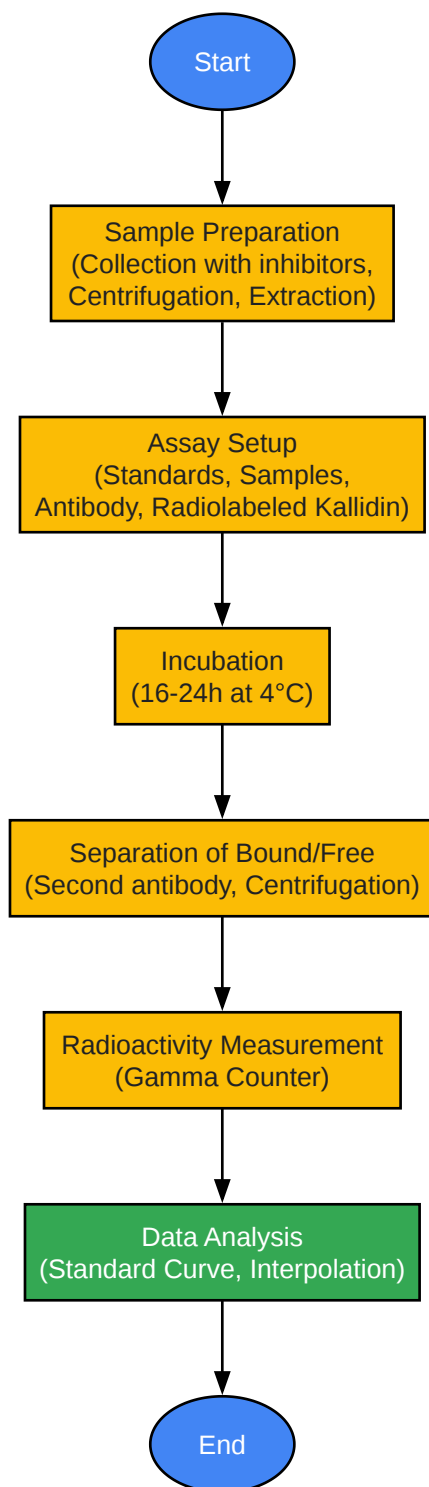 Start
Sample Preparation
(Collection with inhibitors,
Centrifugation, Extraction)
Assay Setup
(Standards, Samples,
Antibody, Radiolabeled Kallidin)
Incubation
(16-24h at 4°C)
Separation of Bound/Free
(Second antibody, Centrifugation)
Radioactivity Measurement
(Gamma Counter)
Data Analysis
(Standard Curve, Interpolation)
End